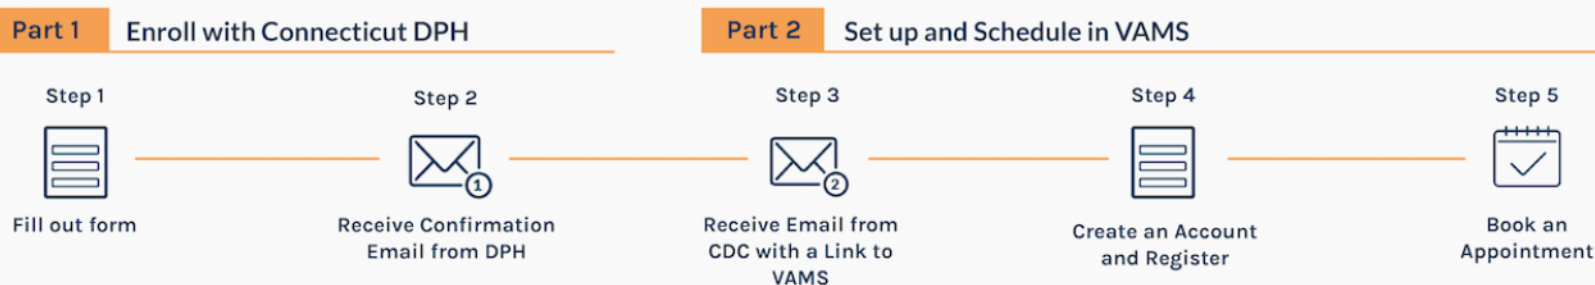 Part 1 Enroll with Connecticut DPH
Part 2 Set up and Schedule in VAMS
Step 1
Fill out form
Step 2
1
Receive Confirmation
Email from DPH
Step 3
2
Receive Email from
CDC with a Link to
VAMS
Step 4
Create an Account
and Register
Step 5
Book an
Appointment